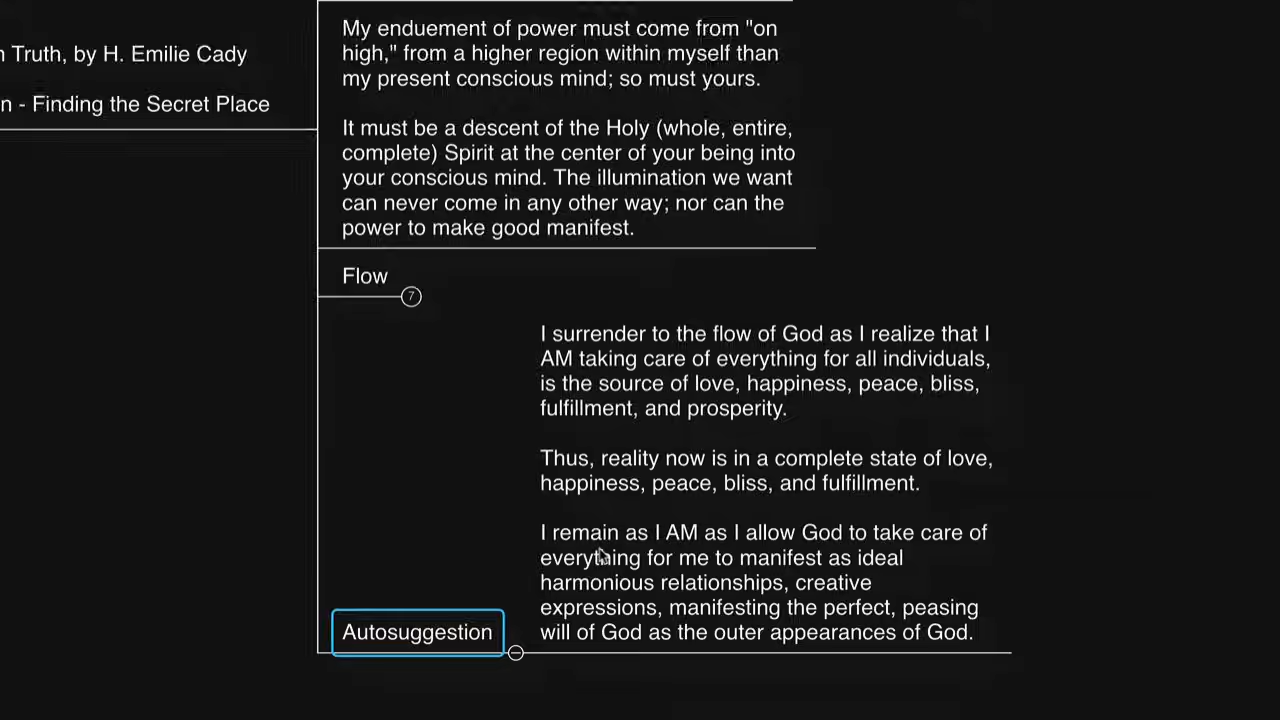 n Truth, by H. Emilie Cady
n - Finding the Secret Place
My enduement of power must come from "on
high," from a higher region within myself than
my present conscious mind; so must yours.
It must be a descent of the Holy (whole, entire,
complete) Spirit at the center of your being into
your conscious mind. The illumination we want
can never come in any other way; nor can the
power to make good manifest.
Flow
7
I surrender to the flow of God as I realize that I
AM taking care of everything for all individuals,
is the source of love, happiness, peace, bliss,
fulfillment, and prosperity.
Thus, reality now is in a complete state of love,
happiness, peace, bliss, and fulfillment.
I remain as I AM as I allow God to take care of
everything for me to manifest as ideal
harmonious relationships, creative
expressions, manifesting the perfect, peasing
will of God as the outer appearances of God.
Autosuggestion